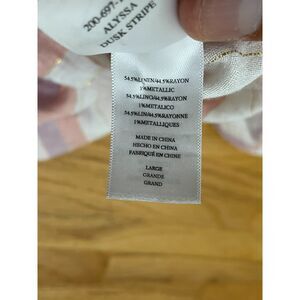 200-697-
ALYSSA
DUSK STRIPE
54.5%LINEN/44.5%RAYON
1%METALLIC
54.5%LINO/44.5%RAYON
1%METALICO
54.5%LIN/44.5%RAYONNE
1%METALLIQUES
MADE IN CHINA
HECHO EN CHINA
FABRIQUÉ EN CHINE
LARGE
GRANDE
GRAND